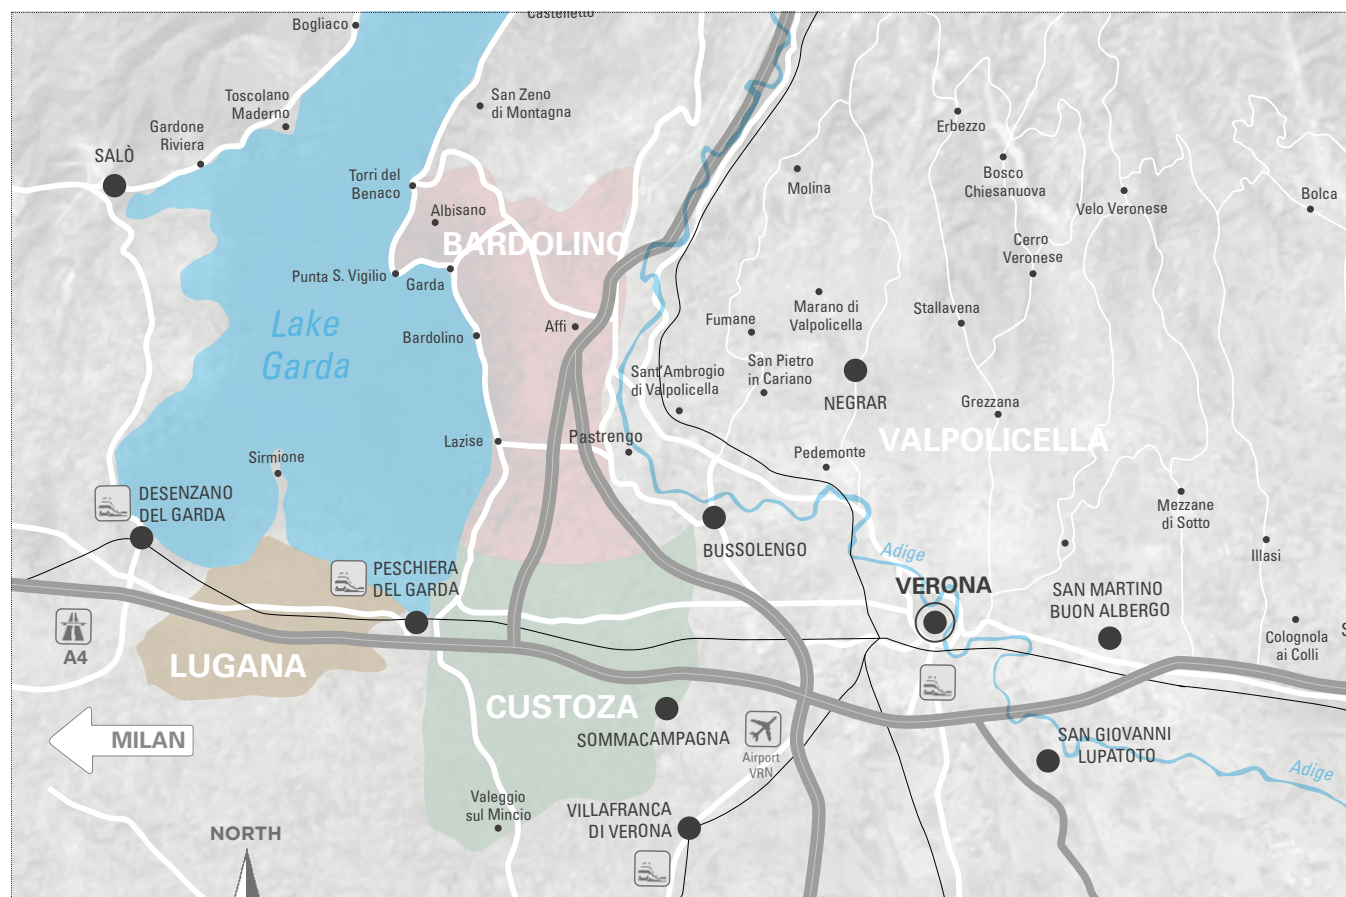 Bogliaco
Castelletto
Toscolano
Maderno
San Zeno
di Montagna
Gardone
Riviera
SALÒ
Torri del
Benaco
Albisano
BARDOLINO
Punta S. Vigilio
Garda
Lake
Garda
Bardolino
Affi
Molina
Erbezzo
Bosco
Chiesanuova
Velo Veronese
Bolca
Cerro
Veronese
Marano di
Valpolicella
Fumane
Stallavena
Sant'Ambrogio
di Valpolicella
San Pietro
in Cariano
NEGRAR
Grezzana
VALPOLICELLA
Lazise
Pastrengo
Pedemonte
Sirmione
DESENZANO
DEL GARDA
Mezzane
di Sotto
Illasi
BUSSOLENGO
Adige
PESCHIERA
DEL GARDA
VERONA
SAN MARTINO
BUON ALBERGO
Colognola
ai Colli
S
A4
LUGANA
CUSTOZA
SOMMACAMPAGNA
MILAN
Airport
VRN
SAN GIOVANNI
LUPATOTO
Adige
Valeggio
sul Mincio
VILLAFRANCA
DI VERONA
NORTH